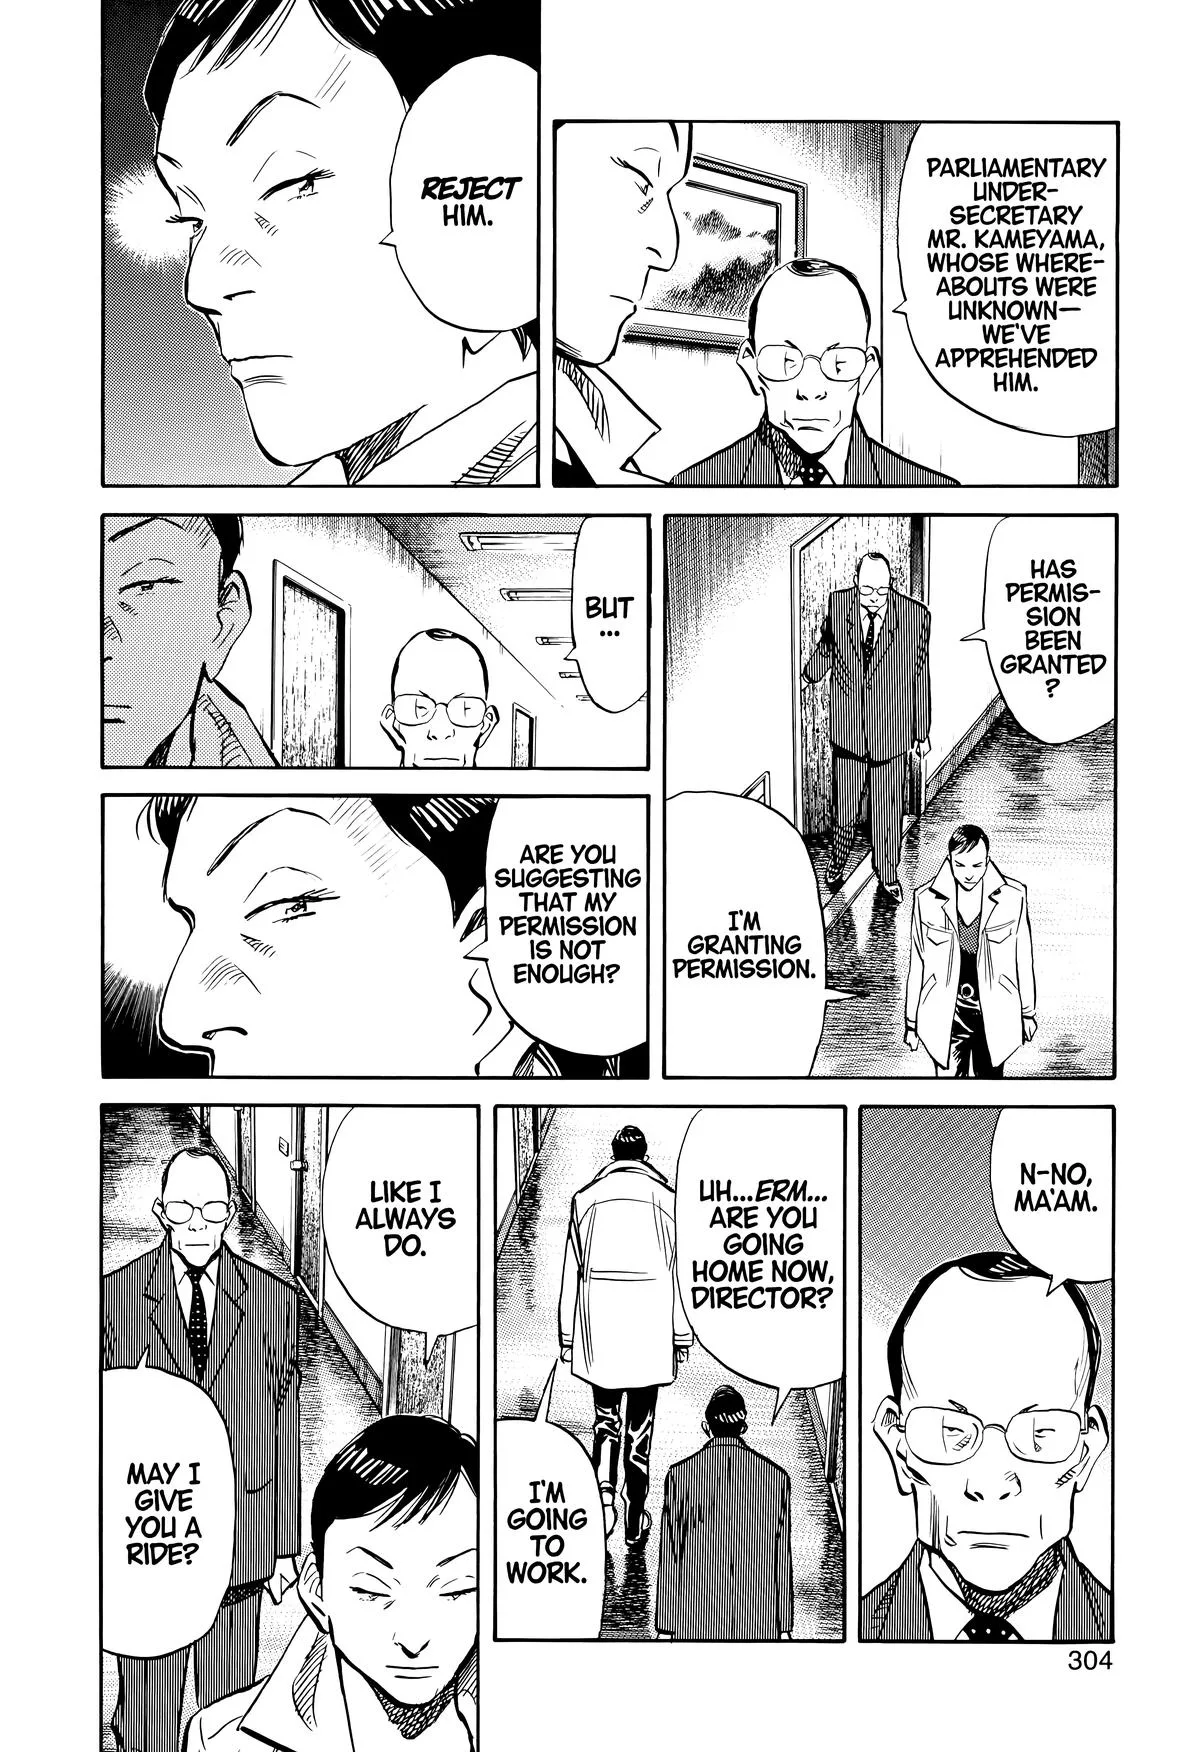 PARLIAMENTARY
UNDER-
SECRETARY
MR. KAMEYAMA,
WHOSE WHERE-
ABOUTS WERE
UNKNOWN—
WE'VE
APPREHENDED
HIM.
REJECT
HIM.
HAS
PERMIS-
SION
BEEN
GRANTED
?
I'M
GRANTING
PERMISSION.
BUT
...
ARE YOU
SUGGESTING
THAT MY
PERMISSION
IS NOT
ENOUGH?
N-NO,
MA'AM.
UH...ERM...
ARE YOU
GOING
HOME NOW,
DIRECTOR?
I'M
GOING
TO
WORK.
LIKE I
ALWAYS
DO.
MAY I
GIVE
YOU A
RIDE?
304